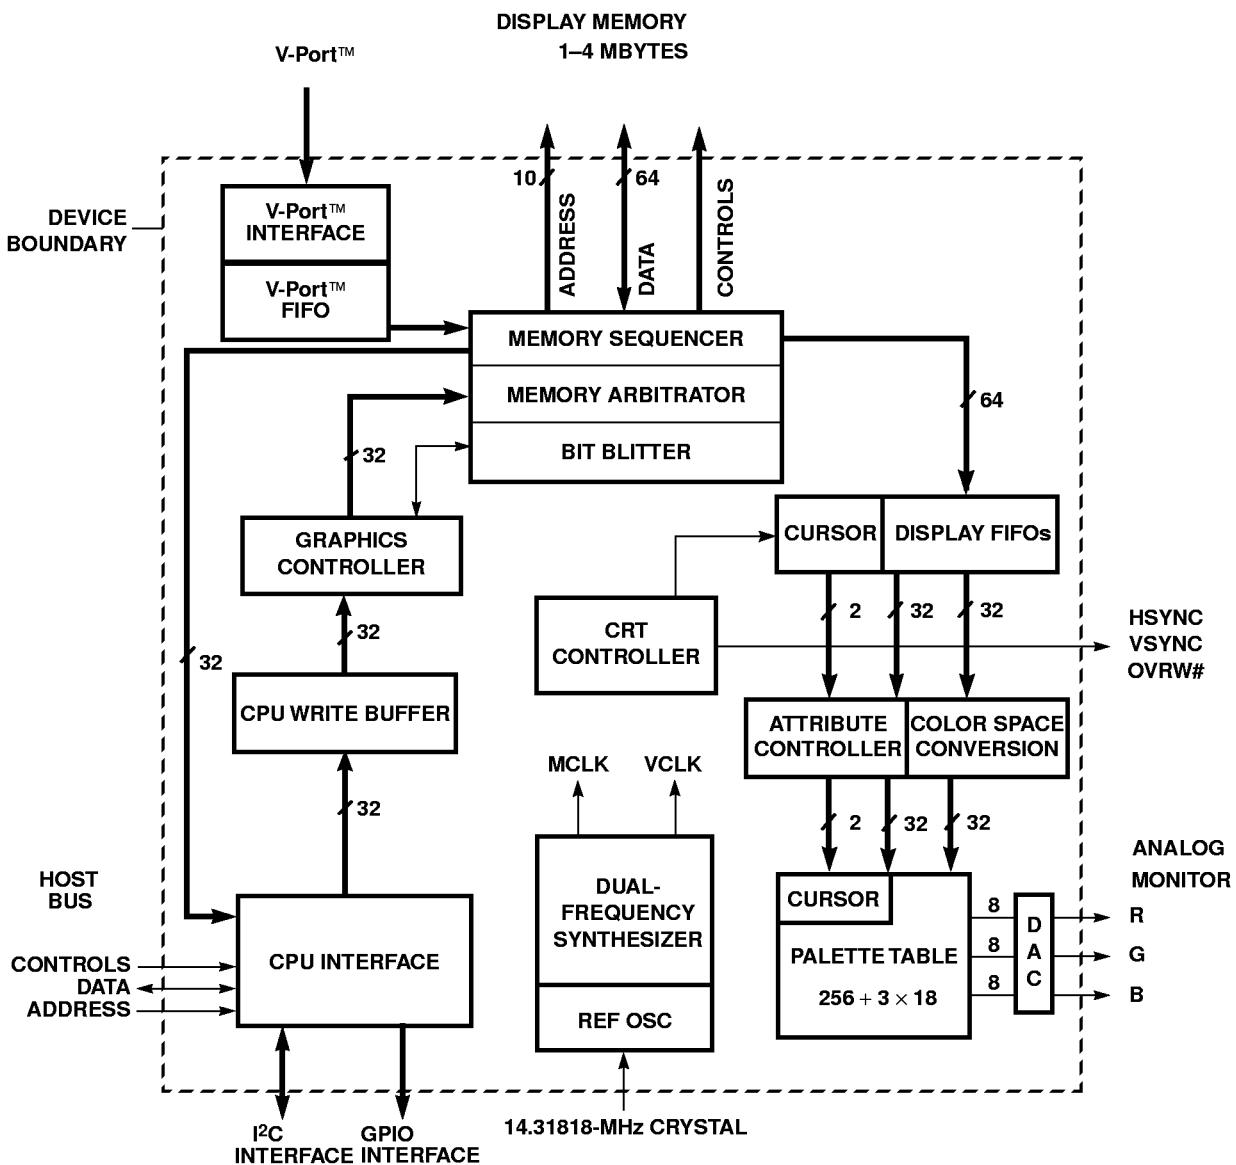 DISPLAY MEMORY
1–4 MBYTES
V-Port™
10
64
ADDRESS
DATA
CONTROLS
DEVICE
BOUNDARY
V-Port™
INTERFACE
V-Port™
FIFO
MEMORY SEQUENCER
MEMORY ARBITRATOR
BIT BLITTER
64
32
GRAPHICS
CONTROLLER
CURSOR
DISPLAY FIFOs
32
32
CRT
CONTROLLER
2
32
32
HSYNC
VSYNC
OVRW#
CPU WRITE BUFFER
ATTRIBUTE
CONTROLLER
COLOR SPACE
CONVERSION
MCLK
VCLK
32
2
32
32
HOST
BUS
DUAL-
FREQUENCY
SYNTHESIZER
REF OSC
CURSOR
PALETTE TABLE
256 + 3 × 18
8
8
8
D
A
C
ANALOG
MONITOR
R
G
B
CPU INTERFACE
CONTROLS
DATA
ADDRESS
I²C
INTERFACE
GPIO
INTERFACE
14.31818-MHz CRYSTAL